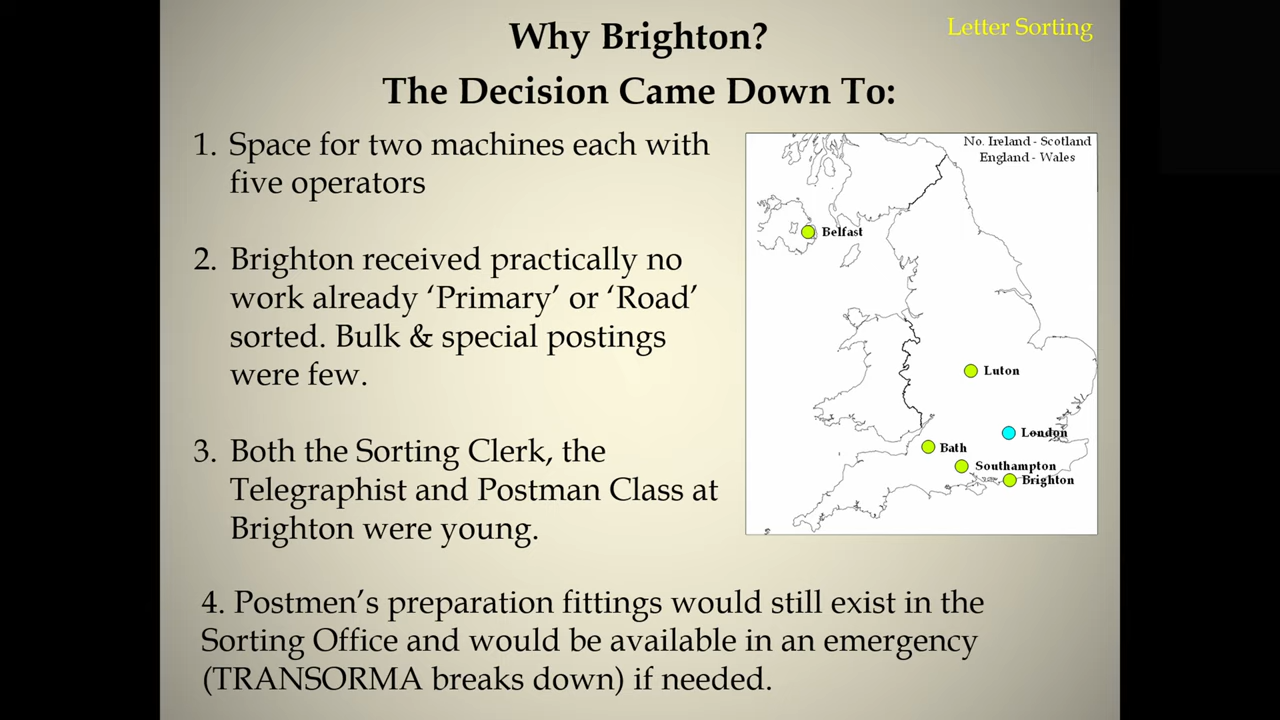 Letter Sorting
Why Brighton?
The Decision Came Down To:
1. Space for two machines each with
five operators
2. Brighton received practically no
work already ‘Primary’ or ‘Road’
sorted. Bulk & special postings
were few.
3. Both the Sorting Clerk, the
Telegraphist and Postman Class at
Brighton were young.
4. Postmen’s preparation fittings would still exist in the
Sorting Office and would be available in an emergency
(TRANSORMA breaks down) if needed.
No. Ireland - Scotland
England - Wales
Belfast
Luton
London
Bath
Southampton
Brighton